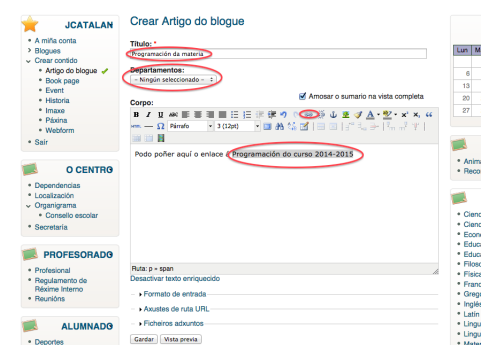 JCATALAN
A miña conta
Blogues
Crear contido
Artigo do blogue
Book page
Event
Historia
Imaxe
Páxina
Webform
Saír
O CENTRO
Dependencias
Localización
Organigrama
Consello escolar
Secretaría
PROFESORADO
Profesional
Regulamento de
Réxime Interno
Reunións
ALUMNADO
Deportes
Crear Artigo do blogue
Título: *
Programación da materia
Departamentos:
- Ningún seleccionado -
Amosar o sumario na vista completa
Corpo:
B I U ABC
Párrafo
3 (12pt)
Podo poñer aquí o enlace a Programación do curso 2014-2015
Ruta: p » span
Desactivar texto enriquecido
Formato de entrada
Axustes de ruta URL
Ficheiros adxuntos
Gardar
Vista previa
Lun M
6
13
20
27
Anima
Reco
Cienc
Cienc
Econ
Educa
Educa
Filoso
Física
Franc
Grego
Inglés
Latín
Lingu
Lingu
Mater